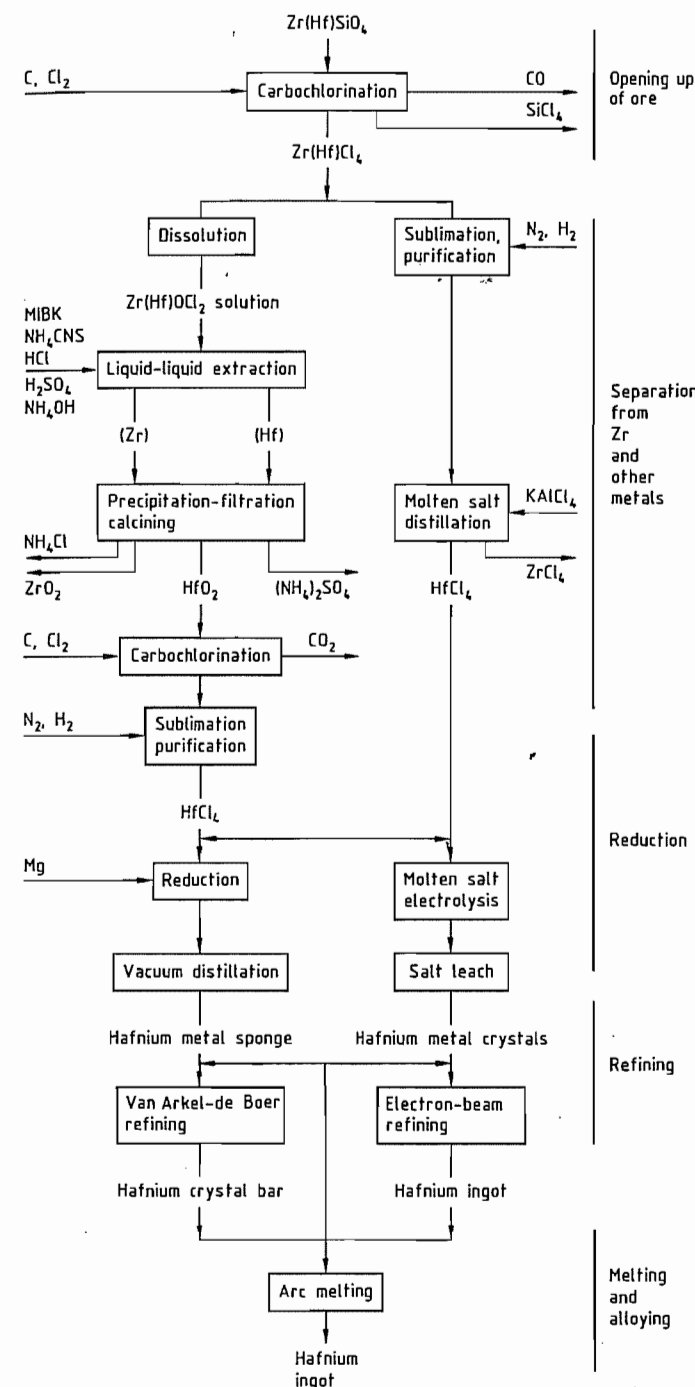 Zr(Hf)SiO₄
C, Cl₂
Carbochlorination
CO
SiCl₄
Opening up
of ore
Zr(Hf)Cl₄
Dissolution
Sublimation,
purification
N₂, H₂
Zr(Hf)OCl₂ solution
MIBK
NH₄CNS
HCl
H₂SO₄
NH₄OH
Liquid-liquid extraction
(Zr)
(Hf)
Separation
from
Zr
and
other
metals
Precipitation-filtration
calcining
Molten salt
distillation
KAlCl₄
NH₄Cl
ZrO₂
HfO₂
(NH₄)₂SO₄
HfCl₄
ZrCl₄
C, Cl₂
Carbochlorination
CO₂
N₂, H₂
Sublimation
purification
HfCl₄
Reduction
Mg
Reduction
Molten salt
electrolysis
Vacuum distillation
Salt leach
Hafnium metal sponge
Hafnium metal crystals
Refining
Van Arkel-de Boer
refining
Electron-beam
refining
Hafnium crystal bar
Hafnium ingot
Arc melting
Melting
and
alloying
Hafnium
ingot